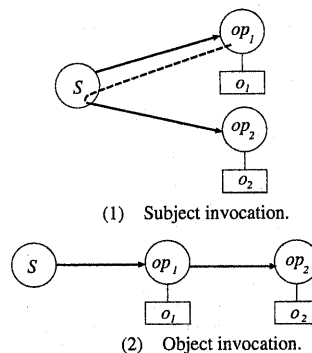 op₁
S
o₁
op₂
o₂
(1) Subject invocation.
S op₁ op₂
o₁ o₂
(2) Object invocation.